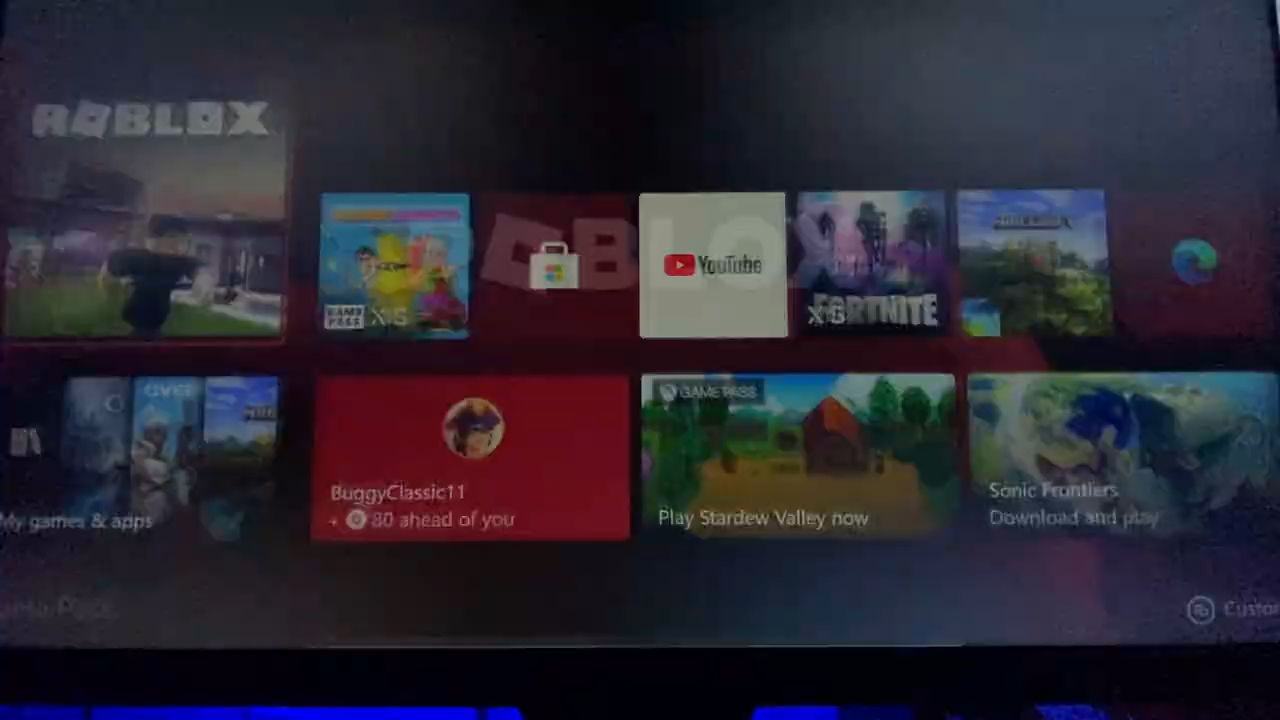 ROBLOX
ROBLOX
GAME
PASS
X|S
YouTube
X|S
FORTNITE
GAME PASS
BuggyClassic11
+ 80 ahead of you
Play Stardew Valley now
Sonic Frontiers
Download and play
My games & apps